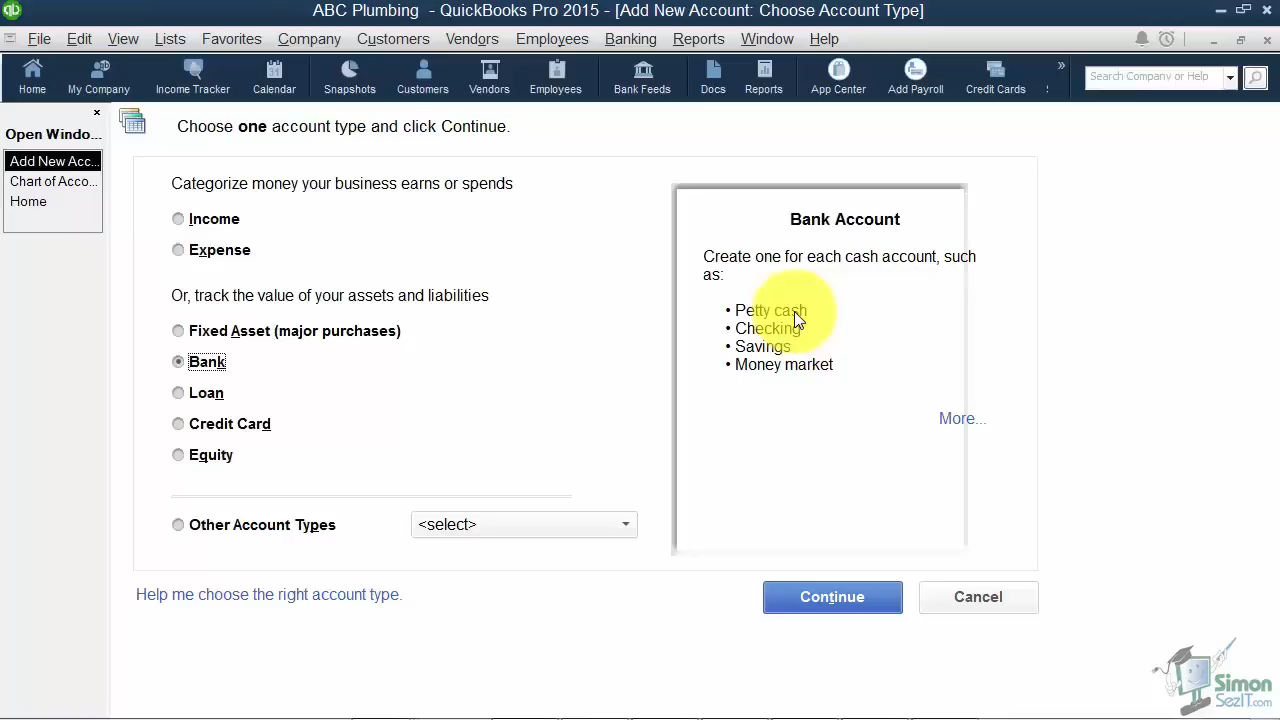 ABC Plumbing - QuickBooks Pro 2015 - [Add New Account: Choose Account Type]
File Edit View Lists Favorites Company Customers Vendors Employees Banking Reports Window Help
Home My Company Income Tracker Calendar Snapshots Customers Vendors Employees Bank Feeds Docs Reports App Center Add Payroll Credit Cards
Search Company or Help
Open Windo...
Add New Acc...
Chart of Acco...
Home
Choose one account type and click Continue.
Categorize money your business earns or spends
Income
Expense
Or, track the value of your assets and liabilities
Fixed Asset (major purchases)
Bank
Loan
Credit Card
Equity
Other Account Types <select>
Bank Account
Create one for each cash account, such
as:
• Petty cash
• Checking
• Savings
• Money market
More...
Help me choose the right account type.
Continue Cancel
Simon
SezIT.com